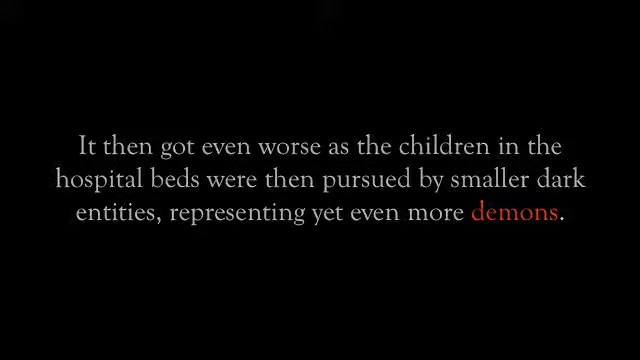 It then got even worse as the children in the
hospital beds were then pursued by smaller dark
entities, representing yet even more demons.